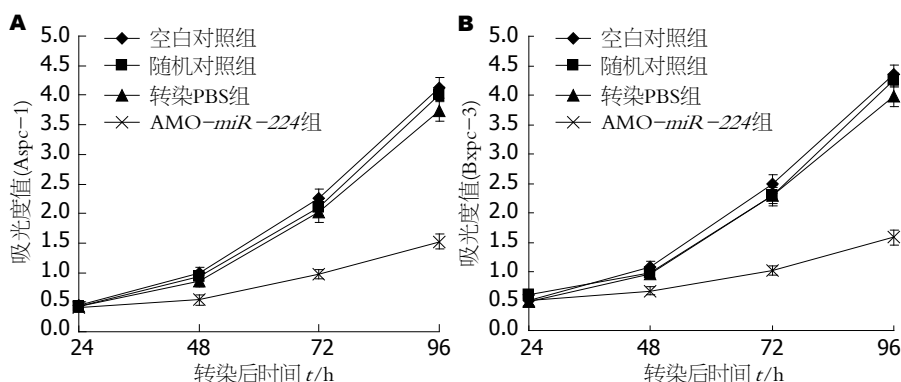 A
吸光度值(Aspc-1)
5.0
4.5
4.0
3.5
3.0
2.5
2.0
1.5
1.0
0.5
0.0
空白对照组
随机对照组
转染PBS组
AMO-miR-224组
24 48 72 96
转染后时间 t/h
B
吸光度值(Bxpc-3)
5.0
4.5
4.0
3.5
3.0
2.5
2.0
1.5
1.0
0.5
0.0
空白对照组
随机对照组
转染PBS组
AMO-miR-224组
24 48 72 96
转染后时间 t/h